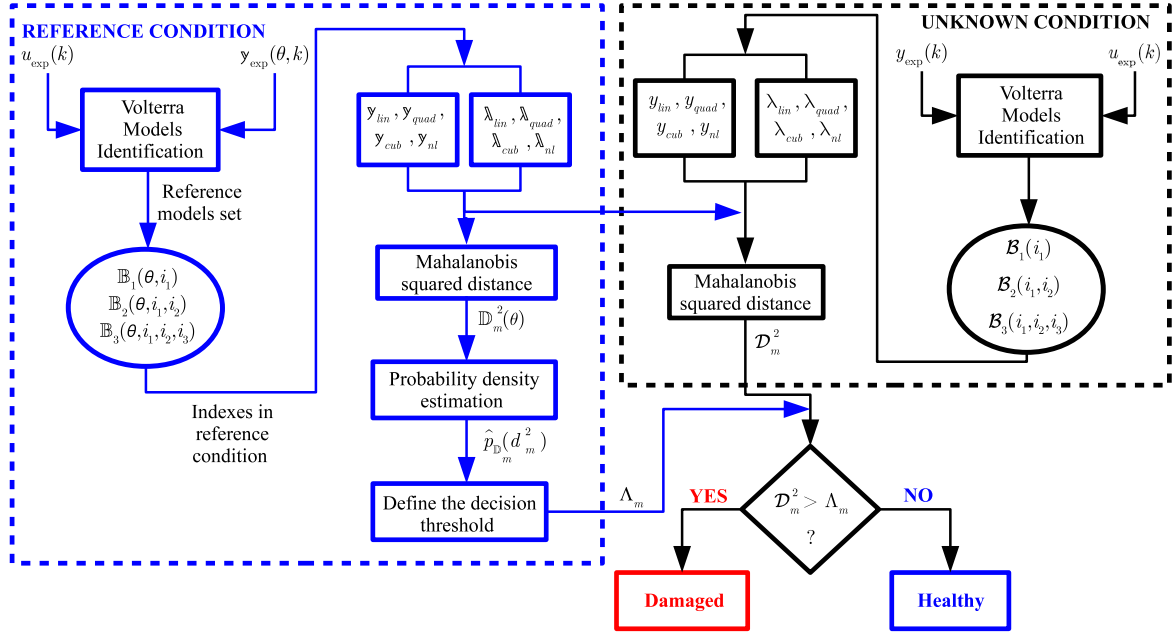 REFERENCE CONDITION
u_exp(k)
𝕪_exp(θ,k)
Volterra
Models
Identification
Reference
models set
𝔹_1(θ,i_1)
𝔹_2(θ,i_1,i_2)
𝔹_3(θ,i_1,i_2,i_3)
Indexes in
reference
condition
𝕪_lin , 𝕪_quad ,
𝕪_cub , 𝕪_nl
𝛌_lin , 𝛌_quad ,
𝛌_cub , 𝛌_nl
Mahalanobis
squared distance
𝔻_m^2(θ)
Probability density
estimation
p̂_𝔻_m(d_m^2)
Define the decision
threshold
Λ_m
UNKNOWN CONDITION
y_exp(k)
u_exp(k)
Volterra
Models
Identification
ℬ_1(i_1)
ℬ_2(i_1,i_2)
ℬ_3(i_1,i_2,i_3)
y_lin , y_quad ,
y_cub , y_nl
λ_lin , λ_quad ,
λ_cub , λ_nl
Mahalanobis
squared distance
𝒟_m^2
𝒟_m^2 > Λ_m
?
YES
NO
Damaged
Healthy